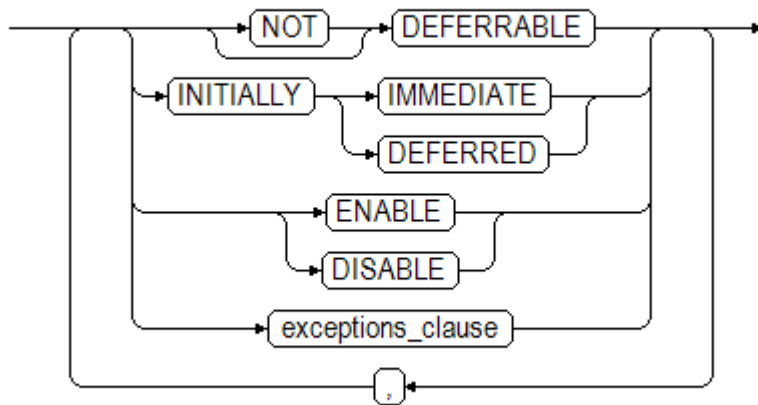 NOT DEFERRABLE
INITIALLY IMMEDIATE
DEFERRED
ENABLE
DISABLE
exceptions_clause
,